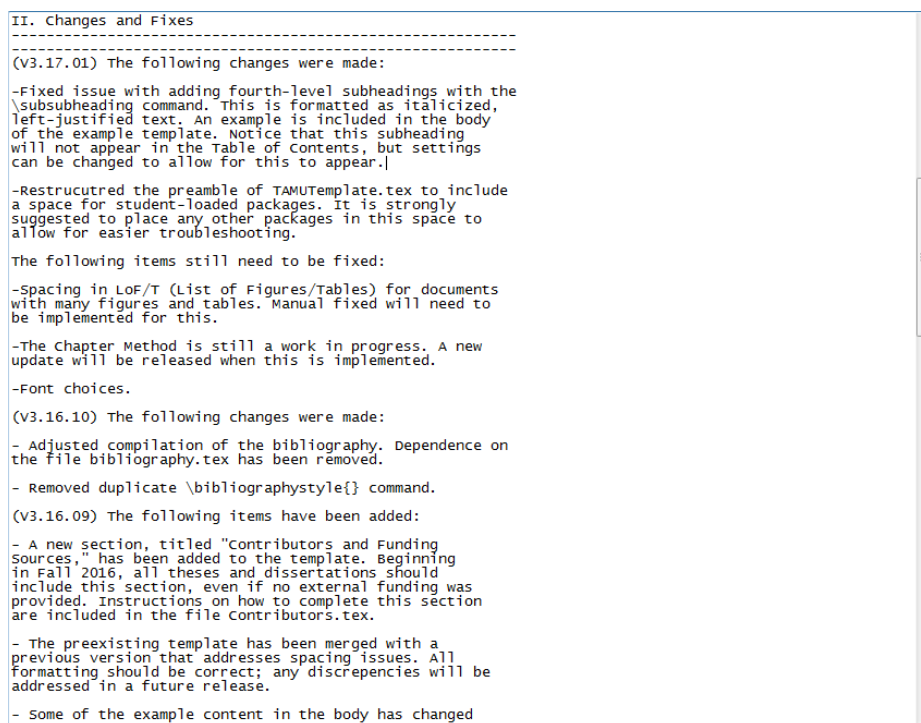 II. Changes and Fixes
----------------------------------------------------------
----------------------------------------------------------
(v3.17.01) The following changes were made:
-Fixed issue with adding fourth-level subheadings with the
\subsubheading command. This is formatted as italicized,
left-justified text. An example is included in the body
of the example template. Notice that this subheading
will not appear in the Table of Contents, but settings
can be changed to allow for this to appear.
-Restrucutred the preamble of TAMUTemplate.tex to include
a space for student-loaded packages. It is strongly
suggested to place any other packages in this space to
allow for easier troubleshooting.
The following items still need to be fixed:
-Spacing in LoF/T (List of Figures/Tables) for documents
with many figures and tables. Manual fixed will need to
be implemented for this.
-The Chapter Method is still a work in progress. A new
update will be released when this is implemented.
-Font choices.
(v3.16.10) The following changes were made:
- Adjusted compilation of the bibliography. Dependence on
the file bibliography.tex has been removed.
- Removed duplicate \bibliographystyle{} command.
(v3.16.09) The following items have been added:
- A new section, titled "Contributors and Funding
Sources," has been added to the template. Beginning
in Fall 2016, all theses and dissertations should
include this section, even if no external funding was
provided. Instructions on how to complete this section
are included in the file Contributors.tex.
- The preexisting template has been merged with a
previous version that addresses spacing issues. All
formatting should be correct; any discrepencies will be
addressed in a future release.
- Some of the example content in the body has changed